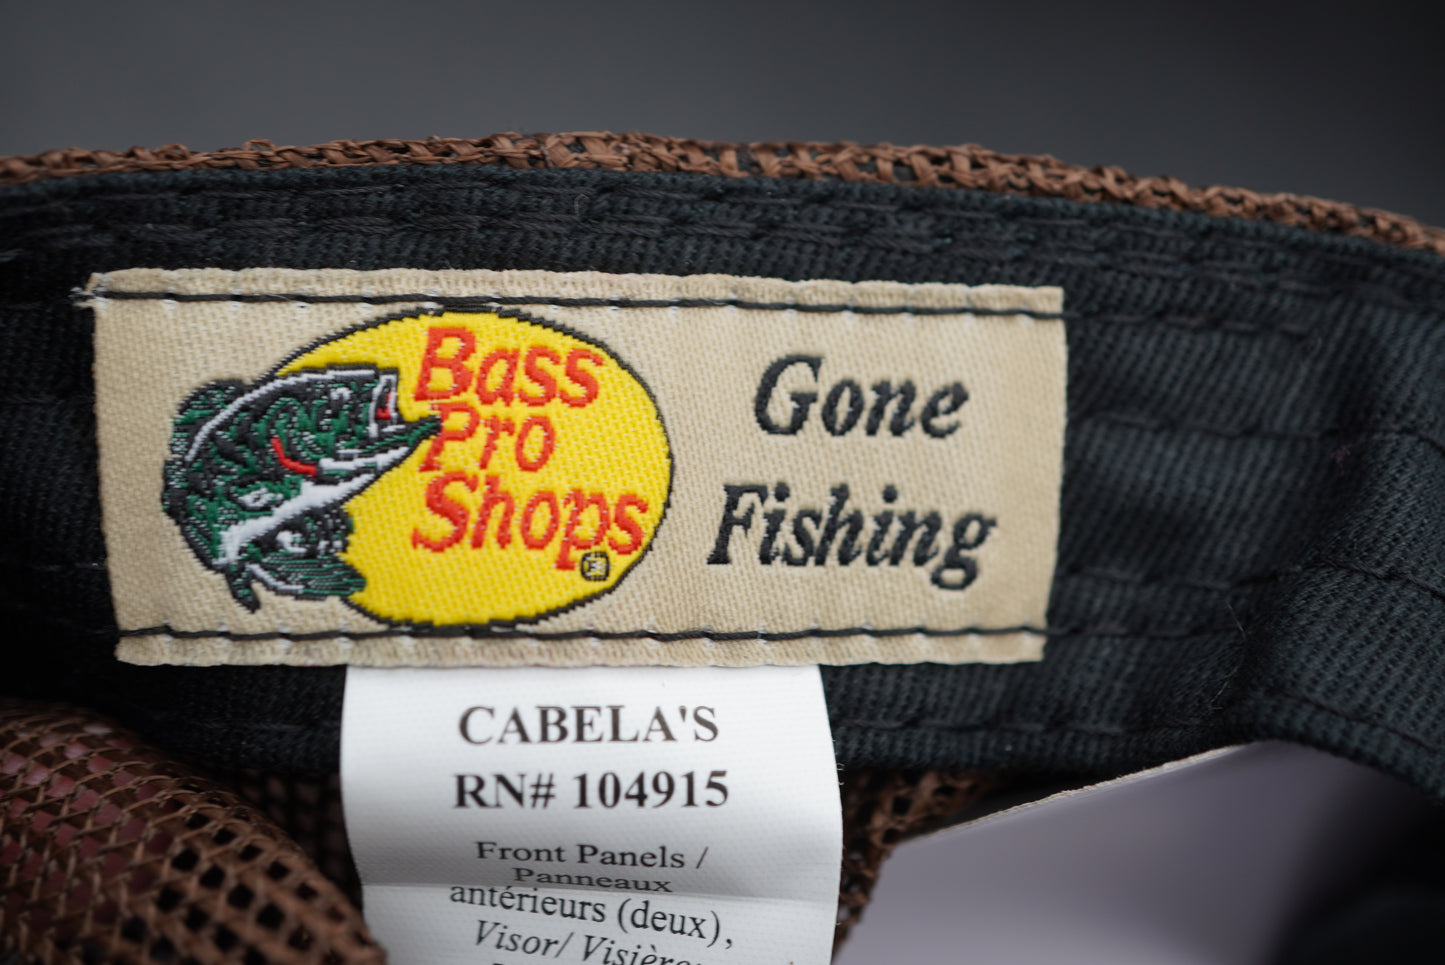 Bass
Pro
Shops
Gone
Fishing
CABELA'S
RN# 104915
Front Panels /
Panneaux
antérieurs (deux),
Visor/ Visière